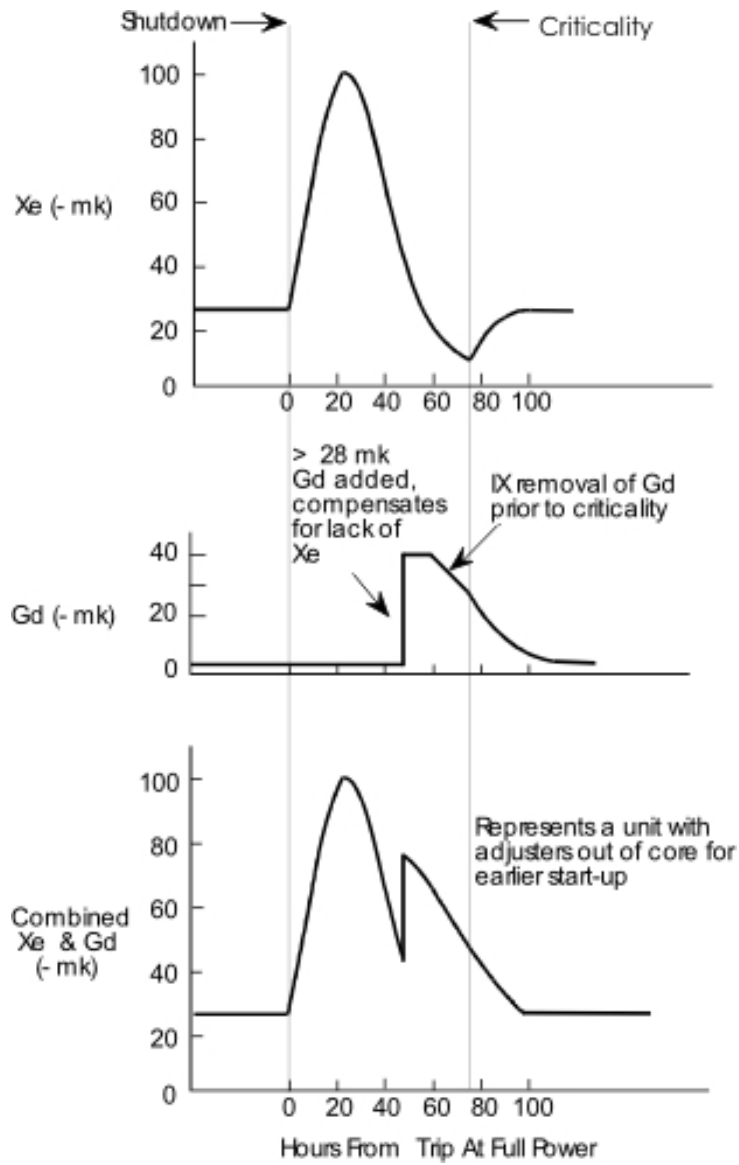 Shutdown
Criticality
100
80
Xe (- mk)
60
40
20
0
0 20 40 60 80 100
> 28 mk
Gd added,
compensates
for lack of
Xe
IX removal of Gd
prior to criticality
40
Gd (- mk)
20
0
100
80
Represents a unit with
adjusters out of core for
earlier start-up
60
Combined
Xe & Gd
(- mk)
40
20
0
0 20 40 60 80 100
Hours From Trip At Full Power